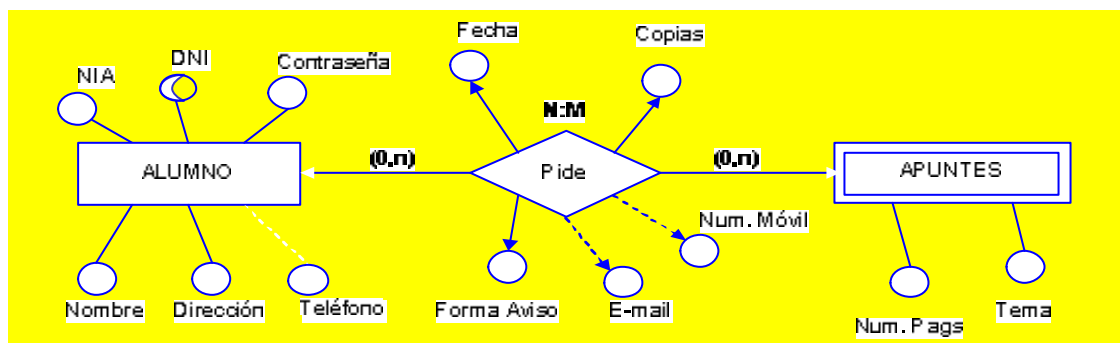 Fecha
Copias
DNI
Contraseña
NIA
N:M
(0,n)
(0,n)
ALUMNO
Pide
APUNTES
Num. Móvil
Nombre
Dirección
Teléfono
Forma Aviso
E-mail
Num. Pags
Tema